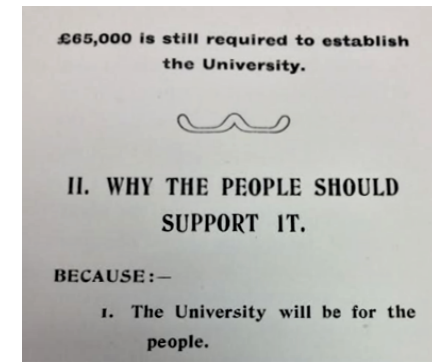 £65,000 is still required to establish
the University.
II. WHY THE PEOPLE SHOULD
SUPPORT IT.
BECAUSE:—
1. The University will be for the
people.